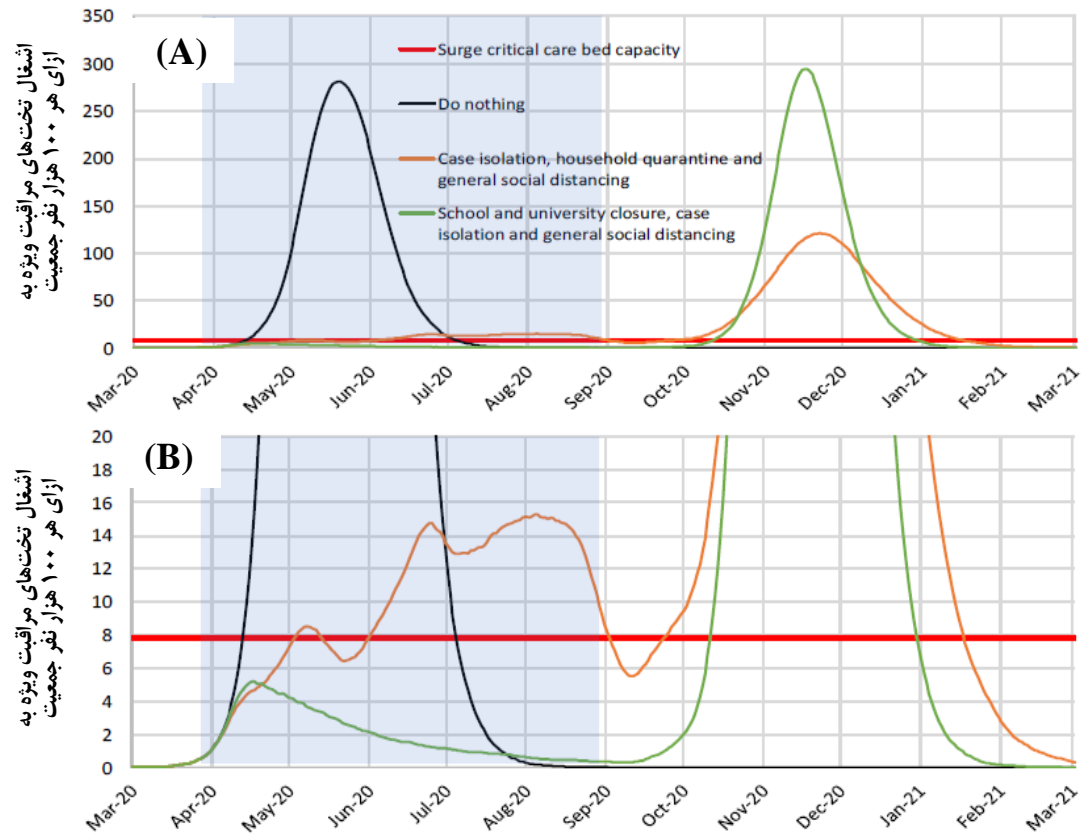 (A)
اشغال تخت‌های مراقبت ویژه به
ازای هر ۱۰۰ هزار نفر جمعیت
350
300
250
200
150
100
50
0
Surge critical care bed capacity
Do nothing
Case isolation, household quarantine and
general social distancing
School and university closure, case
isolation and general social distancing
Mar-20 Apr-20 May-20 Jun-20 Jul-20 Aug-20 Sep-20 Oct-20 Nov-20 Dec-20 Jan-21 Feb-21 Mar-21
(B)
اشغال تخت‌های مراقبت ویژه به
ازای هر ۱۰۰ هزار نفر جمعیت
20
18
16
14
12
10
8
6
4
2
0
Mar-20 Apr-20 May-20 Jun-20 Jul-20 Aug-20 Sep-20 Oct-20 Nov-20 Dec-20 Jan-21 Feb-21 Mar-21